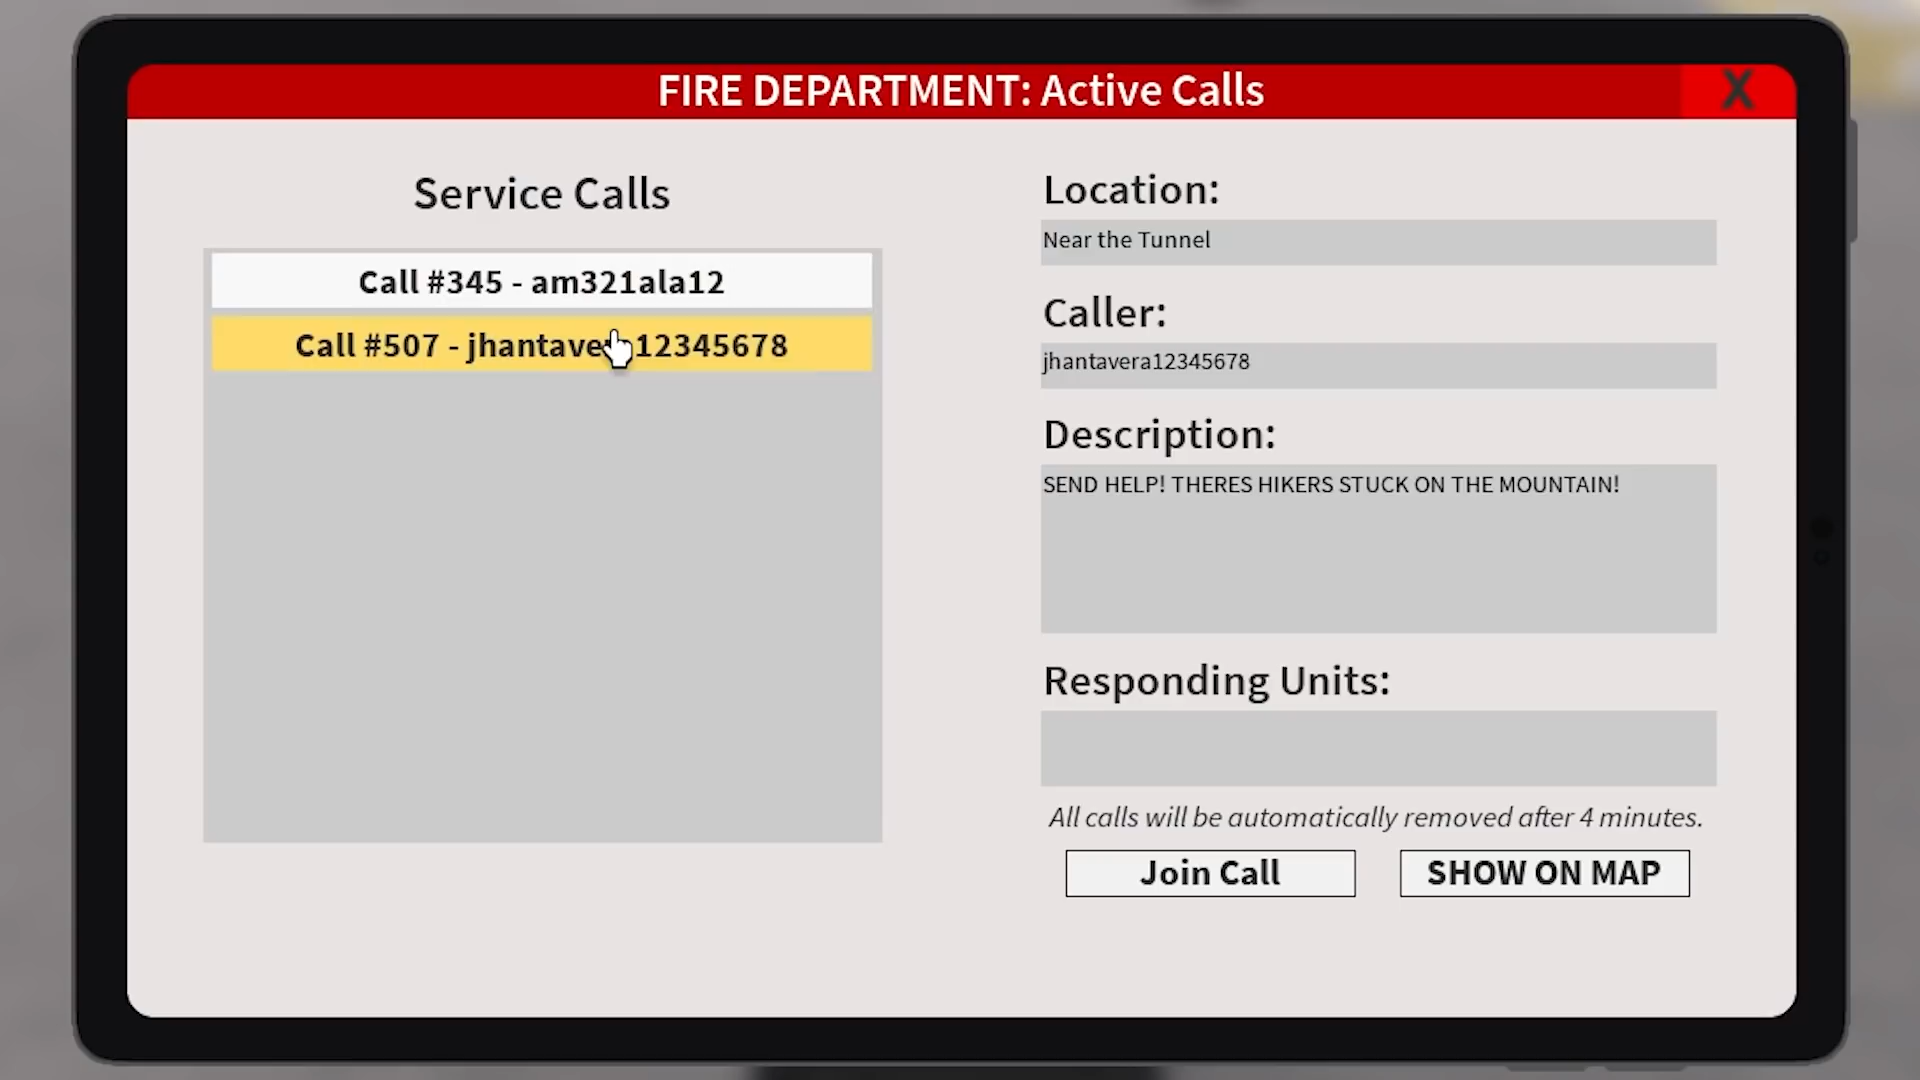 FIRE DEPARTMENT: Active Calls
X
Service Calls
Call #345 - am321ala12
Call #507 - jhantavera12345678
Location:
Near the Tunnel
Caller:
jhantavera12345678
Description:
SEND HELP! THERES HIKERS STUCK ON THE MOUNTAIN!
Responding Units:
All calls will be automatically removed after 4 minutes.
Join Call
SHOW ON MAP